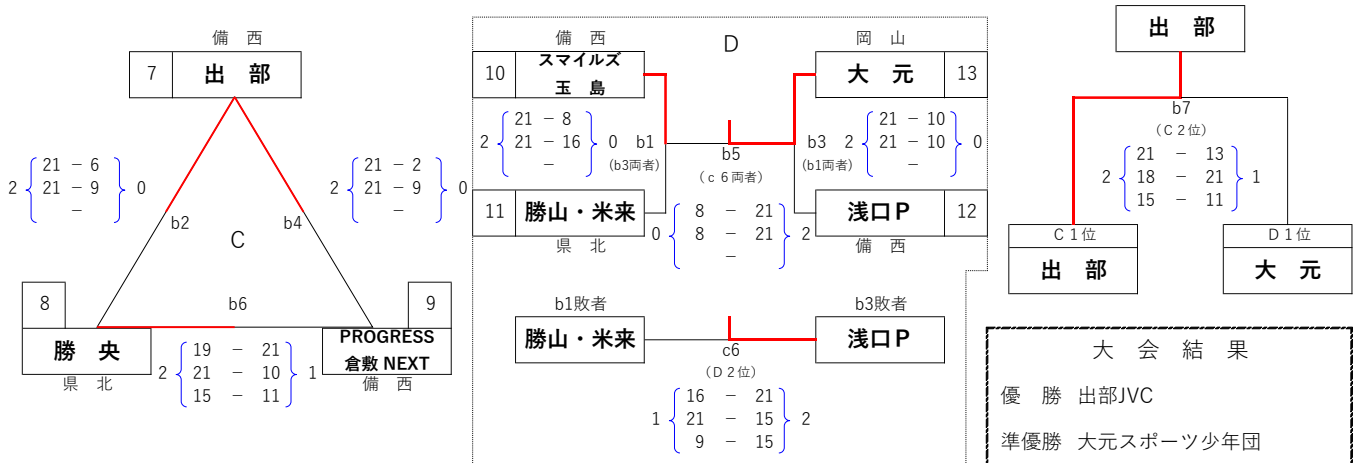 備 西
7 出 部
2 21 - 6 0
21 - 9
-
b2
2 21 - 2 0
21 - 9
-
b4
C
8
9
b6
勝 央
県 北
PROGRESS
倉敷 NEXT
備 西
2 19 - 21 1
21 - 10
15 - 11
D
備 西
10 スマイルズ
玉 島
岡 山
大 元 13
2 21 - 8 0
21 - 16
-
b1
(b3両者)
b5
(c6両者)
b3
(b1両者)
2 21 - 10 0
21 - 10
-
11 勝山・米来
県 北
0 8 - 21 2
8 - 21
-
浅口P 12
備 西
b1敗者
勝山・米来
b3敗者
浅口P
c6
(D2位)
1 16 - 21 2
21 - 15
9 - 15
出 部
b7
(C2位)
2 21 - 13 1
18 - 21
15 - 11
C1位
出 部
D1位
大 元
大 会 結 果
優 勝 出部JVC
準優勝 大元スポーツ少年団